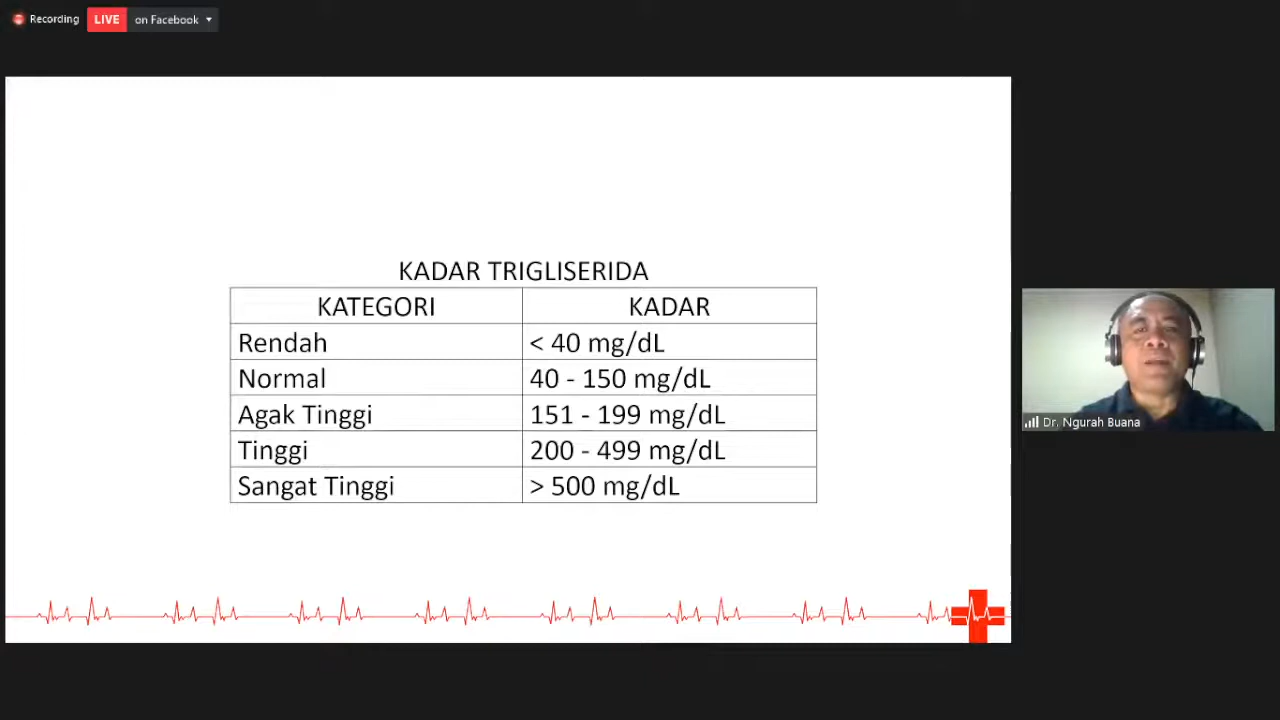 Recording LIVE on Facebook
KADAR TRIGLISERIDA
KATEGORI KADAR
Rendah < 40 mg/dL
Normal 40 - 150 mg/dL
Agak Tinggi 151 - 199 mg/dL
Tinggi 200 - 499 mg/dL
Sangat Tinggi > 500 mg/dL
Dr. Ngurah Buana